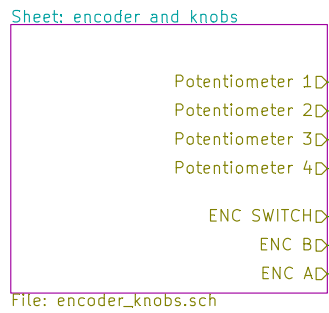 Sheet: encoder and knobs
Potentiometer 1
Potentiometer 2
Potentiometer 3
Potentiometer 4
ENC SWITCH
ENC B
ENC A
File: encoder_knobs.sch